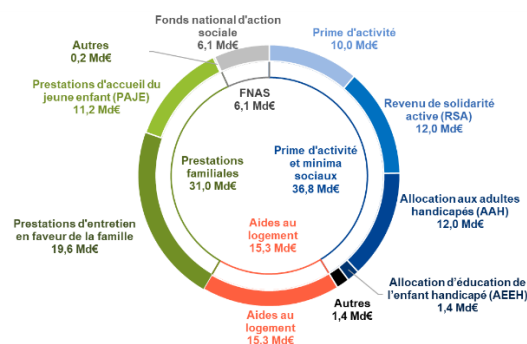 Fonds national d'action
sociale
6,1 Md€
Prime d'activité
10,0 Md€
Autres
0,2 Md€
Prestations d'accueil du
jeune enfant (PAJE)
11,2 Md€
FNAS
6,1 Md€
Revenu de solidarité
active (RSA)
12,0 Md€
Prestations
familiales
31,0 Md€
Prime d'activité
et minima
sociaux
36,8 Md€
Allocation aux adultes
handicapés (AAH)
12,0 Md€
Prestations d'entretien en
faveur de la famille
19,6 Md€
Aides au
logement
15,3 Md€
Allocation d’éducation de
l’enfant handicapé (AEEH)
1,4 Md€
Autres
1,4 Md€
Aides au
logement
15,3 Md€